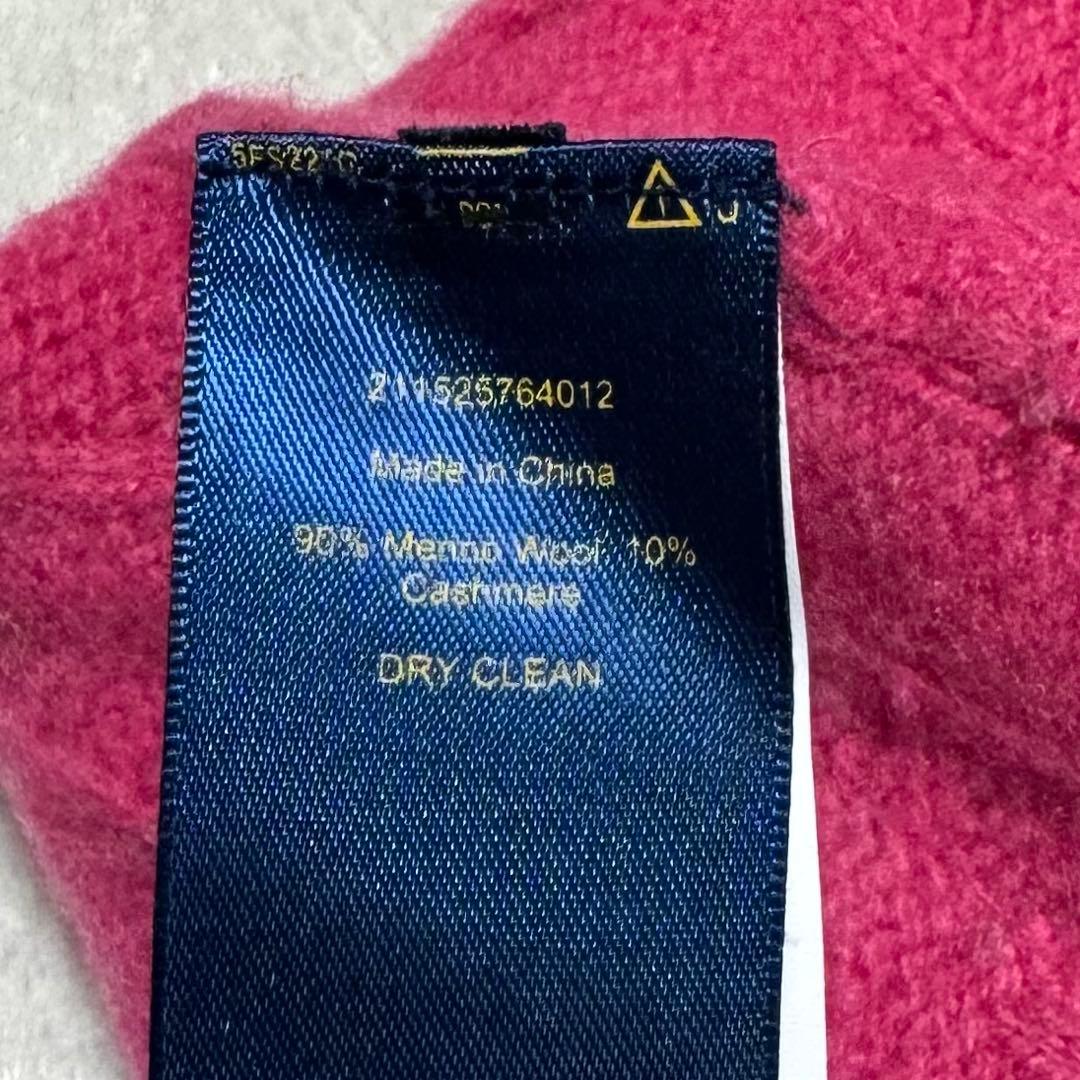 211525764012
Made in China
90% Merino Wool 10%
Cashmere
DRY CLEAN